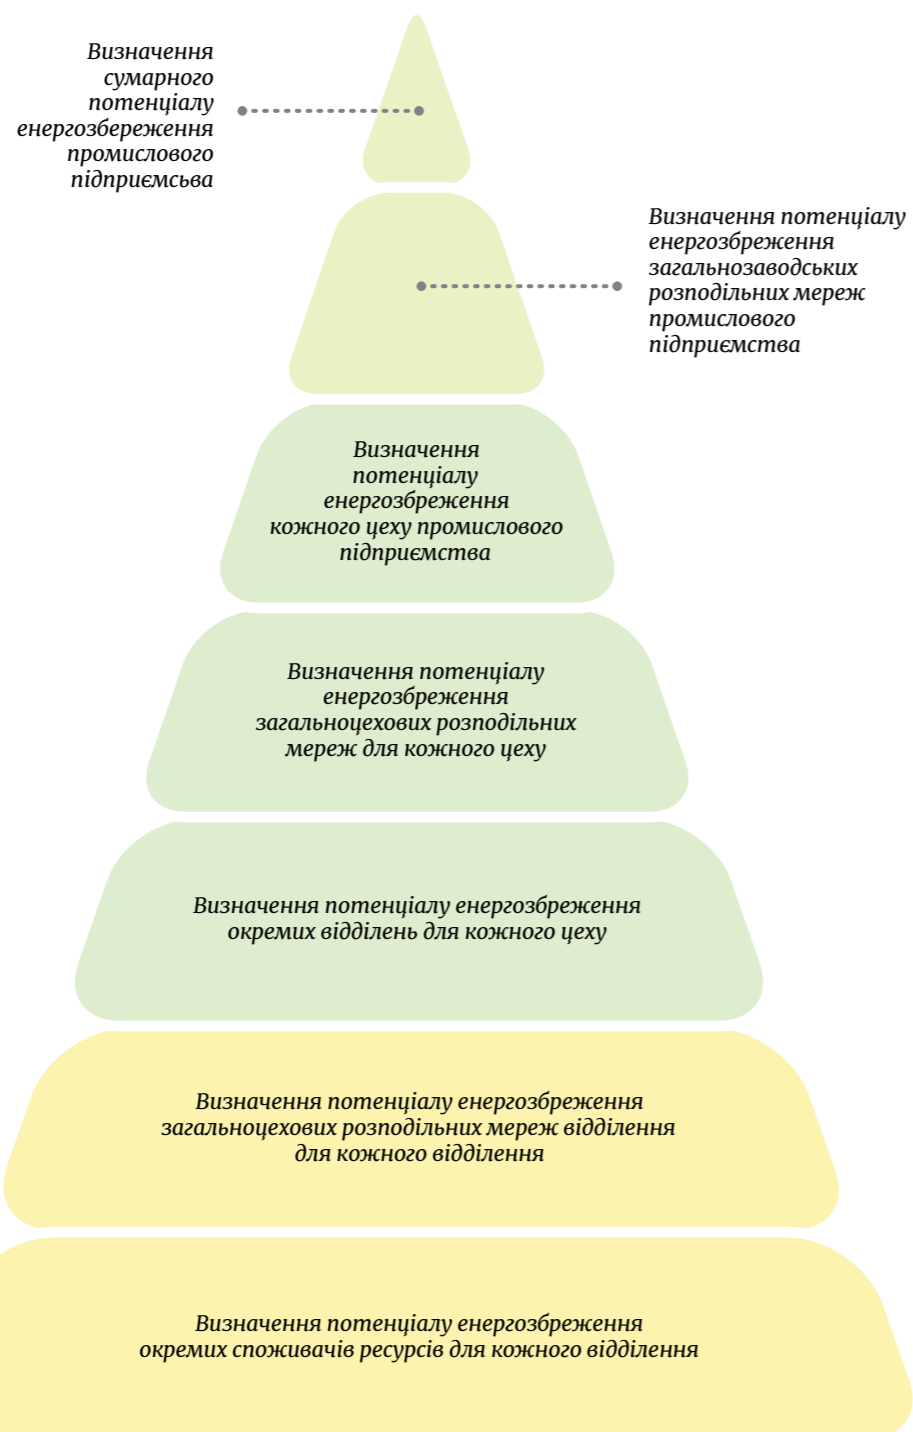 Визначення
сумарного
потенціалу
енергозбереження
промислового
підприємсьва
Визначення потенціалу
енергозбреження
загальнозаводських
розподільних мереж
промислового
підприємства
Визначення
потенціалу
енергозбреження
кожного цеху промислового
підприємства
Визначення потенціалу
енергозбреження
загальноцехових розподільних
мереж для кожного цеху
Визначення потенціалу енергозбреження
окремих відділень для кожного цеху
Визначення потенціалу енергозбреження
загальноцехових розподільних мереж відділення
для кожного відділення
Визначення потенціалу енергозбреження
окремих споживачів ресурсів для кожного відділення